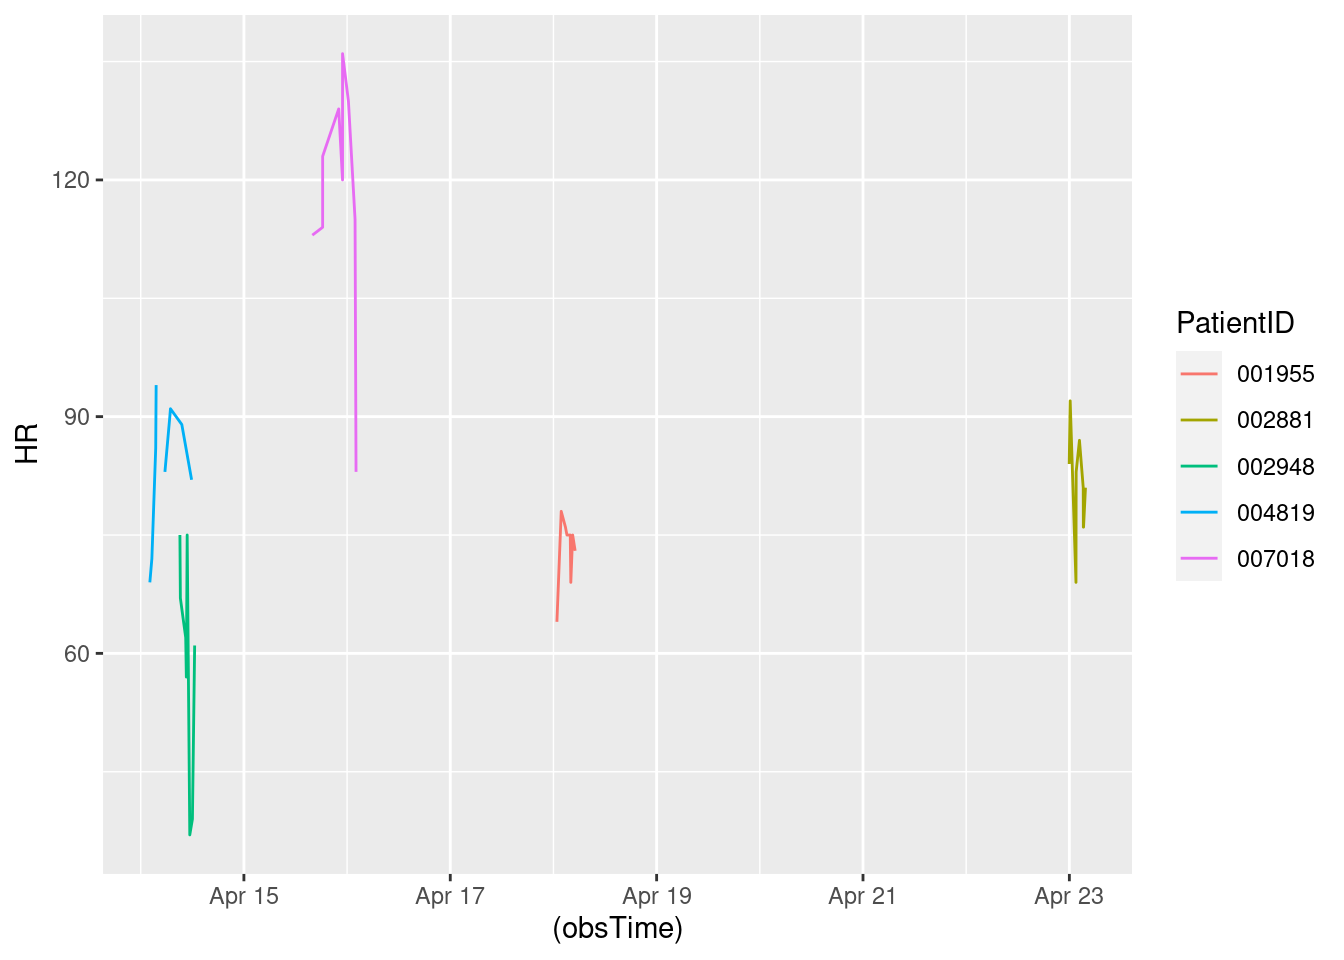 HR
120
90
60
Apr 15
Apr 17
Apr 19
Apr 21
Apr 23
(obsTime)
PatientID
001955
002881
002948
004819
007018